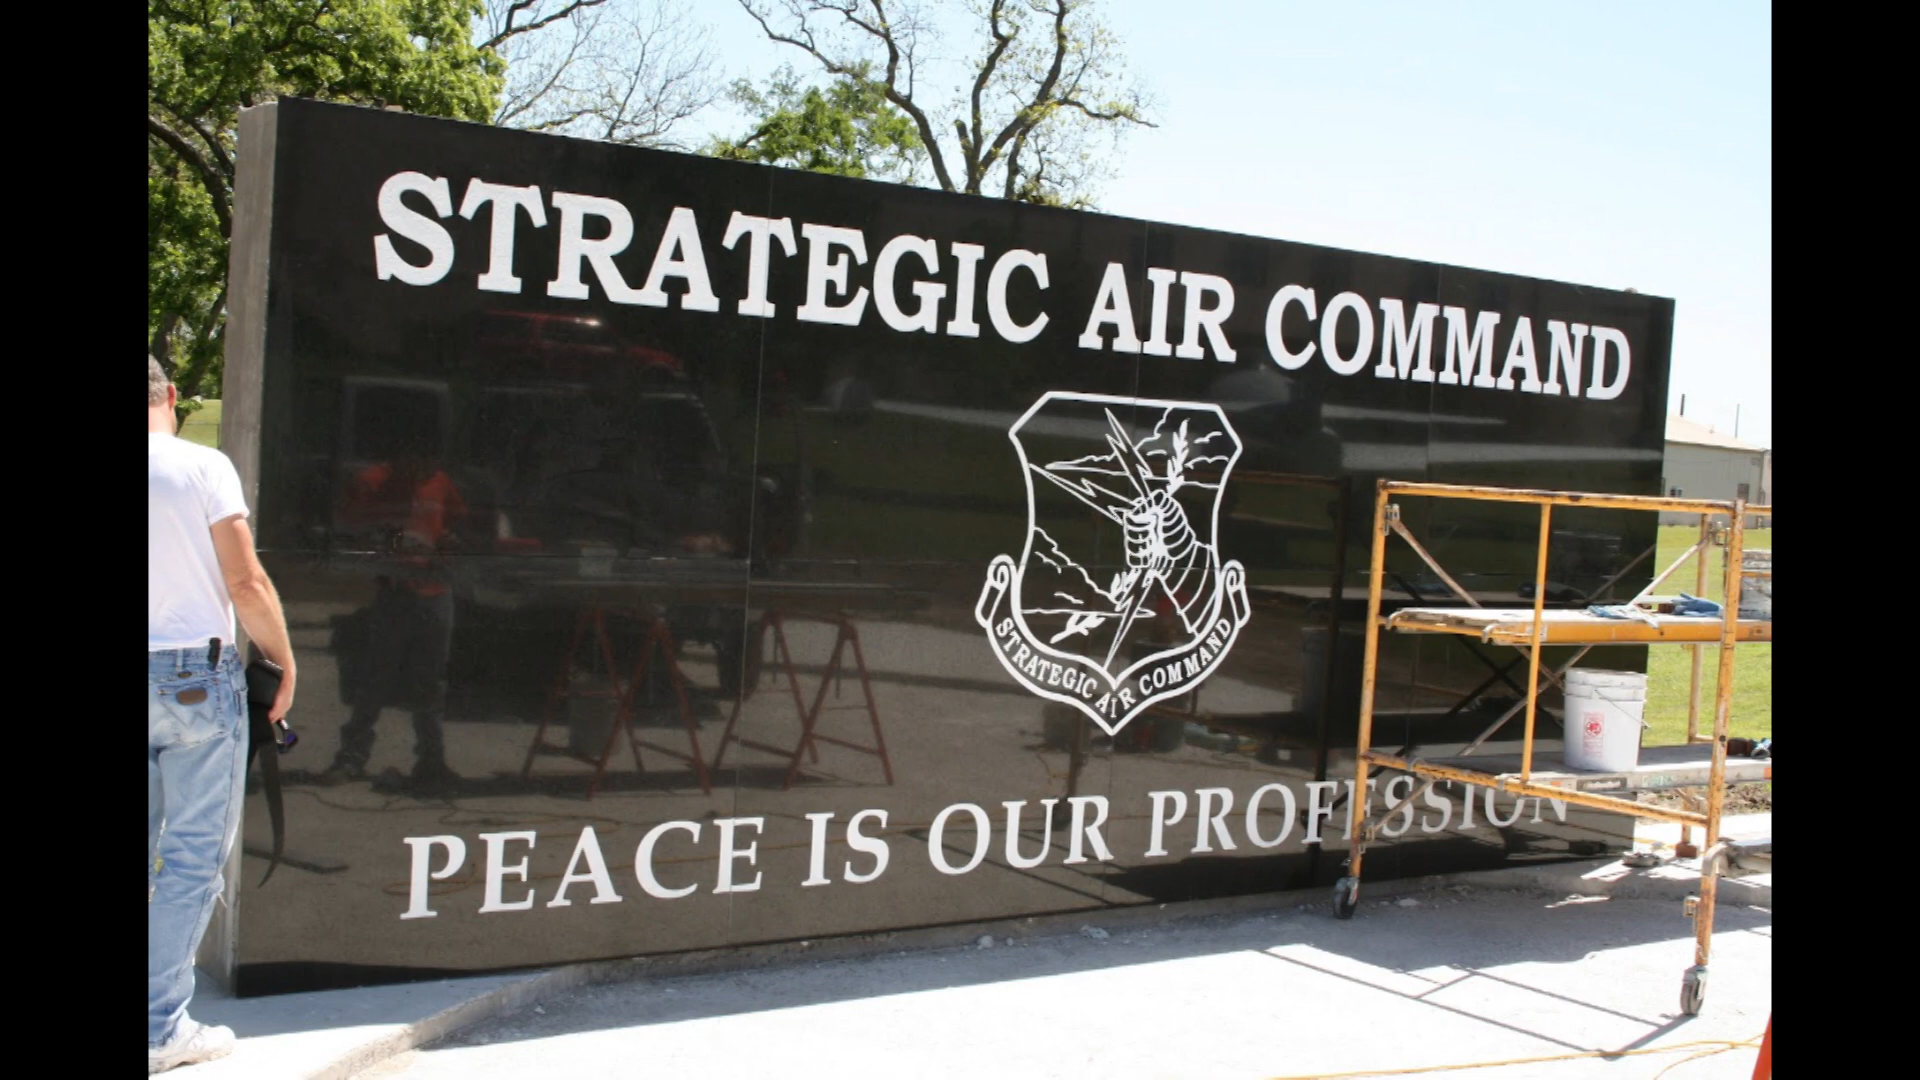 STRATEGIC AIR COMMAND
STRATEGIC AIR COMMAND
PEACE IS OUR PROFESSION